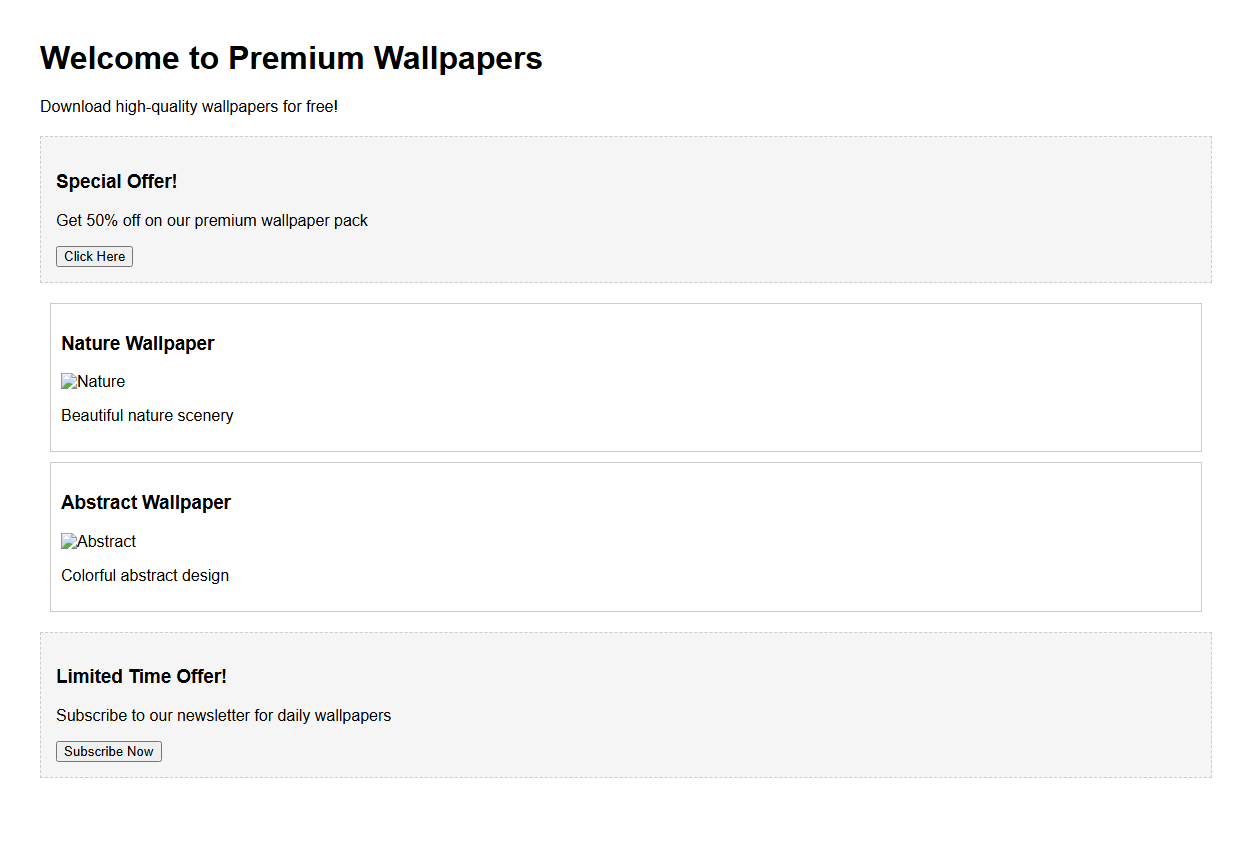 Welcome to Premium Wallpapers
Download high-quality wallpapers for free!
Special Offer!
Get 50% off on our premium wallpaper pack
Click Here
Nature Wallpaper
Nature
Beautiful nature scenery
Abstract Wallpaper
Abstract
Colorful abstract design
Limited Time Offer!
Subscribe to our newsletter for daily wallpapers
Subscribe Now